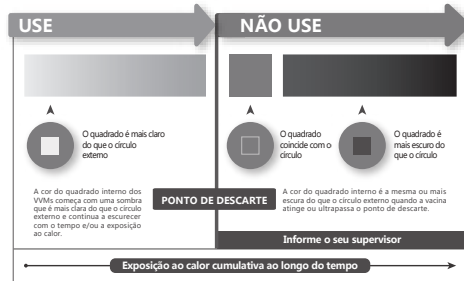 USE
NÃO USE
O quadrado é mais claro
do que o círculo
externo
O quadrado
coincide com o
círculo
O quadrado é
mais escuro do
que o círculo
A cor do quadrado interno dos
VVMs começa com uma sombra
que é mais clara do que o círculo
externo e continua a escurecer
com o tempo e/ou a exposição
ao calor.
PONTO DE DESCARTE
A cor do quadrado interno é a mesma ou mais
escura do que o círculo externo quando a vacina
atinge ou ultrapassa o ponto de descarte.
Informe o seu supervisor
Exposição ao calor cumulativa ao longo do tempo